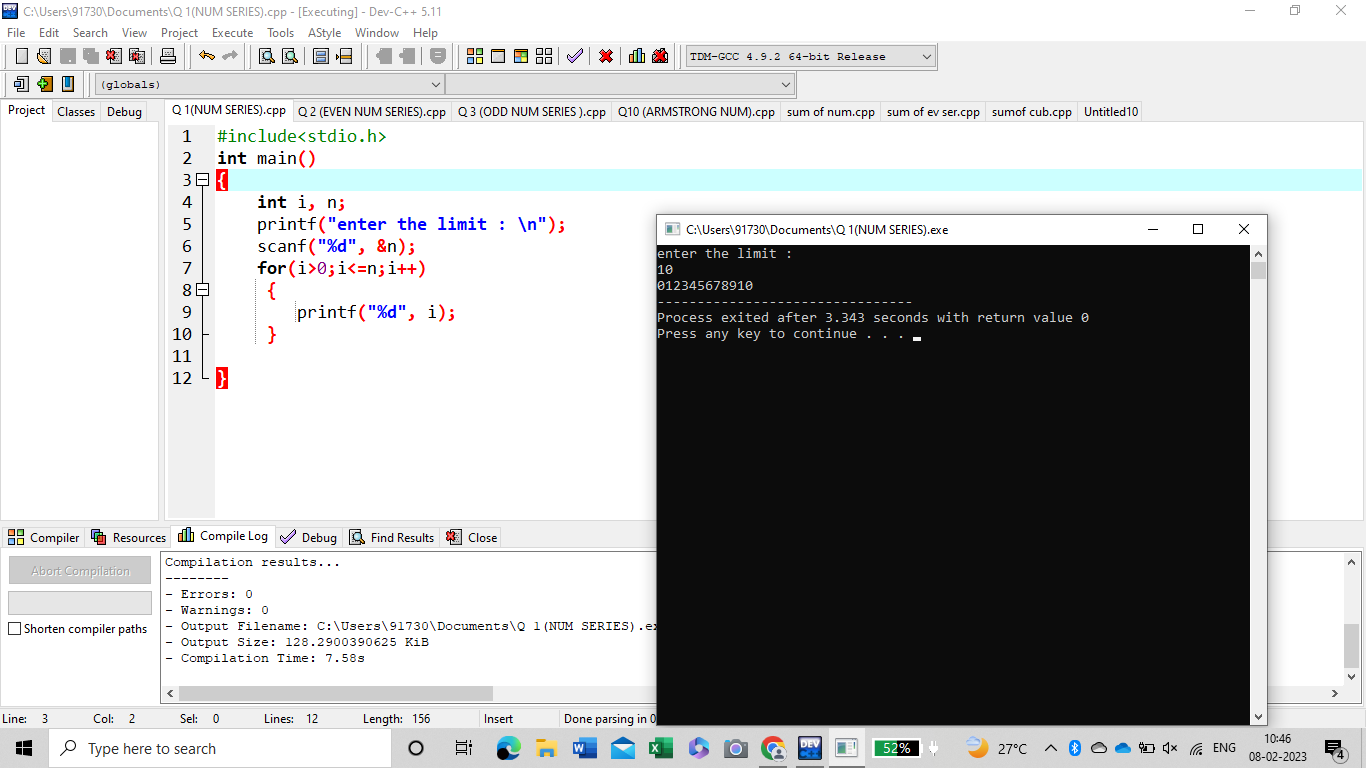 C:\Users\91730\Documents\Q 1(NUM SERIES).cpp - [Executing] - Dev-C++ 5.11
File Edit Search View Project Execute Tools AStyle Window Help
TDM-GCC 4.9.2 64-bit Release
(globals)
Project Classes Debug
Q 1(NUM SERIES).cpp Q 2 (EVEN NUM SERIES).cpp Q 3 (ODD NUM SERIES ).cpp Q10 (ARMSTRONG NUM).cpp sum of num.cpp sum of ev ser.cpp sumof cub.cpp Untitled10
1 #include<stdio.h>
2 int main()
3 {
4 int i, n;
5 printf("enter the limit : \n");
6 scanf("%d", &n);
7 for(i>0;i<=n;i++)
8 {
9 printf("%d", i);
10 }
11
12 }
C:\Users\91730\Documents\Q 1(NUM SERIES).exe
enter the limit :
10
012345678910
--------------------------------
Process exited after 3.343 seconds with return value 0
Press any key to continue . . .
Compiler Resources Compile Log Debug Find Results Close
Abort Compilation
Shorten compiler paths
Compilation results...
--------
- Errors: 0
- Warnings: 0
- Output Filename: C:\Users\91730\Documents\Q 1(NUM SERIES).ex
- Output Size: 128.2900390625 KiB
- Compilation Time: 7.58s
Line: 3 Col: 2 Sel: 0 Lines: 12 Length: 156 Insert Done parsing in 0
Type here to search
DEV
52%
27°C
ENG
10:46
08-02-2023
4